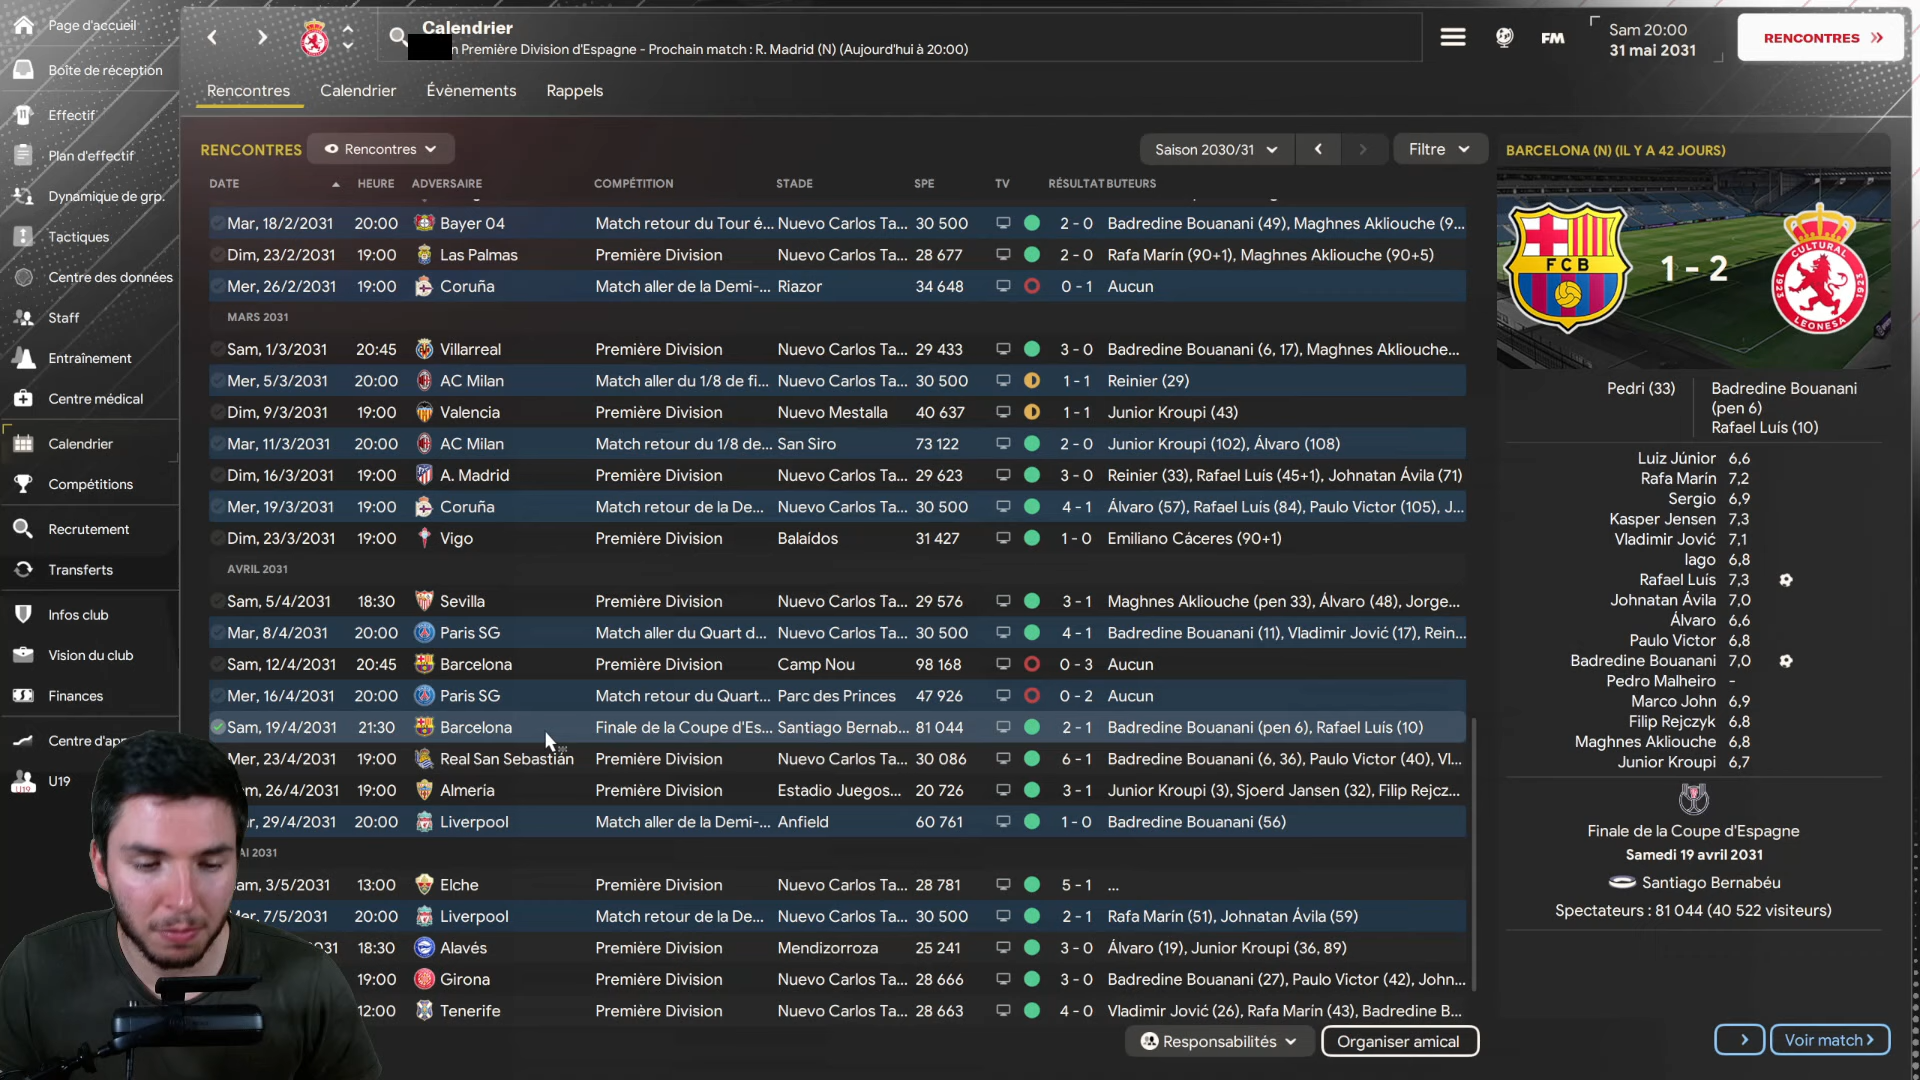 Page d'accueil
Boîte de réception
Effectif
Plan d'effectif
Dynamique de grp.
Tactiques
Centre des données
Staff
Entraînement
Centre médical
Calendrier
Compétitions
Recrutement
Transferts
Infos club
Vision du club
Finances
Centre d'app
U19
Calendrier
n Première Division d'Espagne - Prochain match : R. Madrid (N) (Aujourd'hui à 20:00)
FM
Sam 20:00
31 mai 2031
RENCONTRES
Rencontres Calendrier Évènements Rappels
RENCONTRES Rencontres Saison 2030/31 Filtre
DATE HEURE ADVERSAIRE COMPÉTITION STADE SPE TV RÉSULTAT BUTEURS
Mar, 18/2/2031 20:00 Bayer 04 Match retour du Tour é... Nuevo Carlos Ta... 30 500 2 - 0 Badredine Bouanani (49), Maghnes Akliouche (9...
Dim, 23/2/2031 19:00 Las Palmas Première Division Nuevo Carlos Ta... 28 677 2 - 0 Rafa Marín (90+1), Maghnes Akliouche (90+5)
Mer, 26/2/2031 19:00 Coruña Match aller de la Demi-... Riazor 34 648 0 - 1 Aucun
MARS 2031
Sam, 1/3/2031 20:45 Villarreal Première Division Nuevo Carlos Ta... 29 433 3 - 0 Badredine Bouanani (6, 17), Maghnes Akliouche...
Mer, 5/3/2031 20:00 AC Milan Match aller du 1/8 de fi... Nuevo Carlos Ta... 30 500 1 - 1 Reinier (29)
Dim, 9/3/2031 19:00 Valencia Première Division Nuevo Mestalla 40 637 1 - 1 Junior Kroupi (43)
Mar, 11/3/2031 20:00 AC Milan Match retour du 1/8 de... San Siro 73 122 2 - 0 Junior Kroupi (102), Álvaro (108)
Dim, 16/3/2031 19:00 A. Madrid Première Division Nuevo Carlos Ta... 29 623 3 - 0 Reinier (33), Rafael Luís (45+1), Johnatan Ávila (71)
Mer, 19/3/2031 19:00 Coruña Match retour de la De... Nuevo Carlos Ta... 30 500 4 - 1 Álvaro (57), Rafael Luís (84), Paulo Victor (105), J...
Dim, 23/3/2031 19:00 Vigo Première Division Balaídos 31 427 1 - 0 Emiliano Cáceres (90+1)
AVRIL 2031
Sam, 5/4/2031 18:30 Sevilla Première Division Nuevo Carlos Ta... 29 576 3 - 1 Maghnes Akliouche (pen 33), Álvaro (48), Jorge...
Mar, 8/4/2031 20:00 Paris SG Match aller du Quart d... Nuevo Carlos Ta... 30 500 4 - 1 Badredine Bouanani (11), Vladimir Jović (17), Rein...
Sam, 12/4/2031 20:45 Barcelona Première Division Camp Nou 98 168 0 - 3 Aucun
Mer, 16/4/2031 20:00 Paris SG Match retour du Quart... Parc des Princes 47 926 0 - 2 Aucun
Sam, 19/4/2031 21:30 Barcelona Finale de la Coupe d'Es... Santiago Bernab... 81 044 2 - 1 Badredine Bouanani (pen 6), Rafael Luís (10)
Mer, 23/4/2031 19:00 Real San Sebastián Première Division Nuevo Carlos Ta... 30 086 6 - 1 Badredine Bouanani (6, 36), Paulo Victor (40), Vl...
26/4/2031 19:00 Almería Première Division Estadio Juegos... 20 726 3 - 1 Junior Kroupi (3), Sjoerd Jansen (32), Filip Rejcz...
29/4/2031 20:00 Liverpool Match aller de la Demi-... Anfield 60 761 1 - 0 Badredine Bouanani (56)
AI 2031
am, 3/5/2031 13:00 Elche Première Division Nuevo Carlos Ta... 28 781 5 - 1 ...
er, 7/5/2031 20:00 Liverpool Match retour de la De... Nuevo Carlos Ta... 30 500 2 - 1 Rafa Marín (51), Johnatan Ávila (59)
/2031 18:30 Alavés Première Division Mendizorroza 25 241 3 - 0 Álvaro (19), Junior Kroupi (36, 89)
19:00 Girona Première Division Nuevo Carlos Ta... 28 666 3 - 0 Badredine Bouanani (27), Paulo Victor (42), John...
12:00 Tenerife Première Division Nuevo Carlos Ta... 28 663 4 - 0 Vladimir Jović (26), Rafa Marín (43), Badredine B...
Responsabilités Organiser amical
BARCELONA (N) (IL Y A 42 JOURS)
FCB
1 - 2
CULTURAL
1923 1923
LEONESA
Pedri (33)
Badredine Bouanani
(pen 6)
Rafael Luís (10)
Luiz Júnior 6,6
Rafa Marín 7,2
Sergio 6,9
Kasper Jensen 7,3
Vladimir Jović 7,1
Iago 6,8
Rafael Luís 7,3
Johnatan Ávila 7,0
Álvaro 6,6
Paulo Victor 6,8
Badredine Bouanani 7,0
Pedro Malheiro -
Marco John 6,9
Filip Rejczyk 6,8
Maghnes Akliouche 6,8
Junior Kroupi 6,7
Finale de la Coupe d'Espagne
Samedi 19 avril 2031
Santiago Bernabéu
Spectateurs : 81 044 (40 522 visiteurs)
Voir match